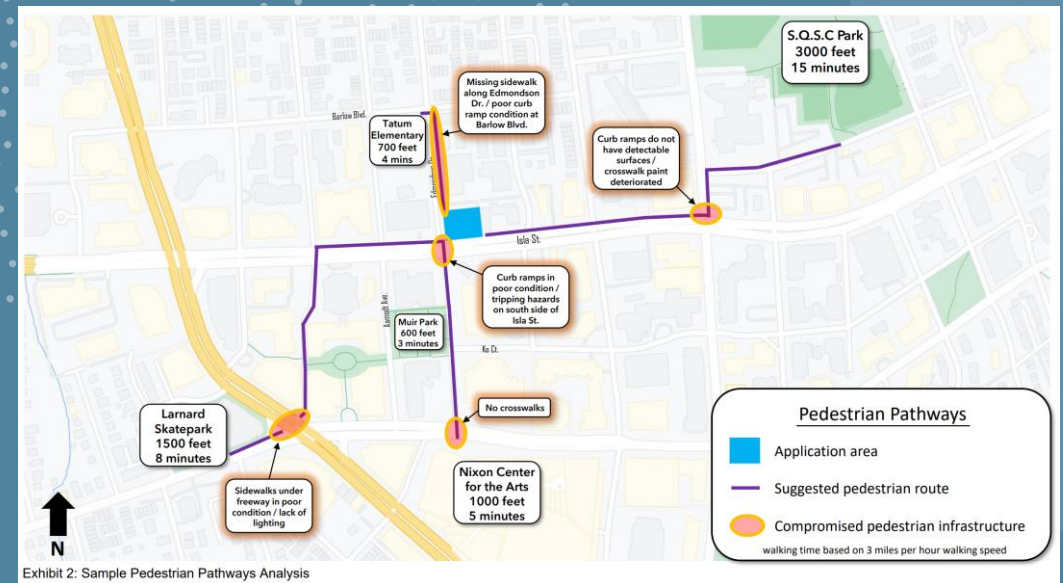 S.Q.S.C Park
3000 feet
15 minutes
Missing sidewalk
along Edmondson
Dr. / poor curb
ramp condition at
Barlow Blvd.
Barlow Blvd.
Tatum
Elementary
700 feet
4 mins
Curb ramps do not
have detectable
surfaces /
crosswalk paint
deteriorated
Isla St.
Curb ramps in
poor condition /
tripping hazards
on south side of
Isla St.
Muir Park
600 feet
3 minutes
Ko Ct.
No crosswalks
Larnard
Skatepark
1500 feet
8 minutes
Nixon Center
for the Arts
1000 feet
5 minutes
Sidewalks under
freeway in poor
condition / lack of
lighting
N
Pedestrian Pathways
Application area
Suggested pedestrian route
Compromised pedestrian infrastructure
walking time based on 3 miles per hour walking speed
Exhibit 2: Sample Pedestrian Pathways Analysis